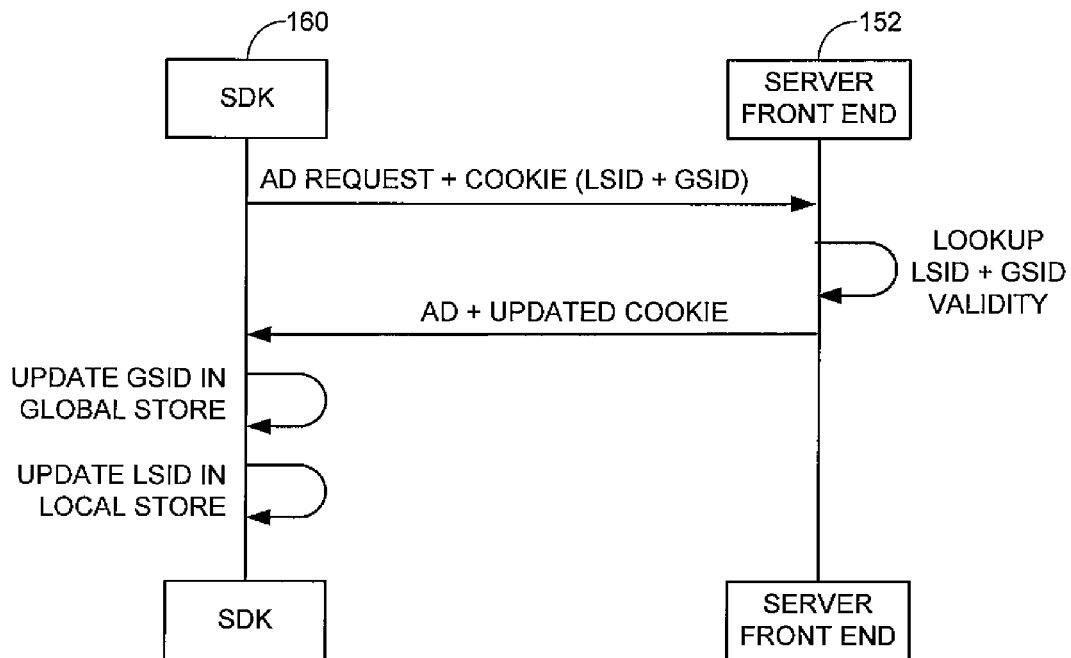 160
152
SDK
SERVER
FRONT END
AD REQUEST + COOKIE (LSID + GSID)
LOOKUP
LSID + GSID
VALIDITY
AD + UPDATED COOKIE
UPDATE GSID IN
GLOBAL STORE
UPDATE LSID IN
LOCAL STORE
SDK
SERVER
FRONT END